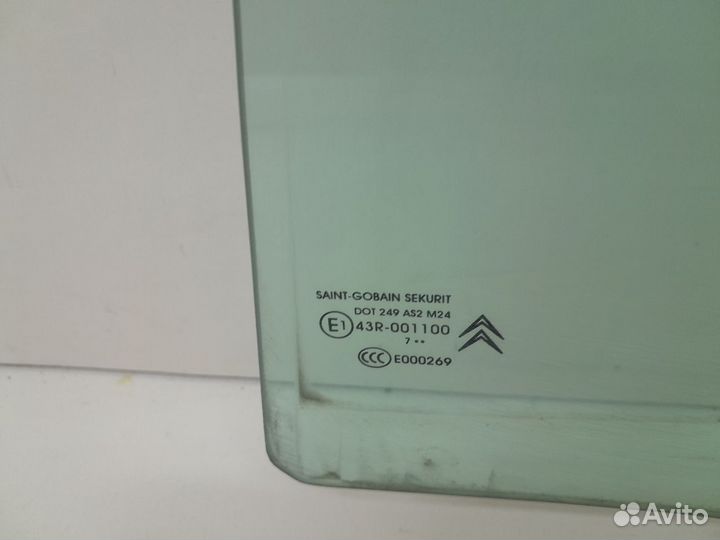 SAINT-GOBAIN SEKURIT
DOT 249 AS2 M24
E1 43R-001100
7 ••
CCC E000269
Avito